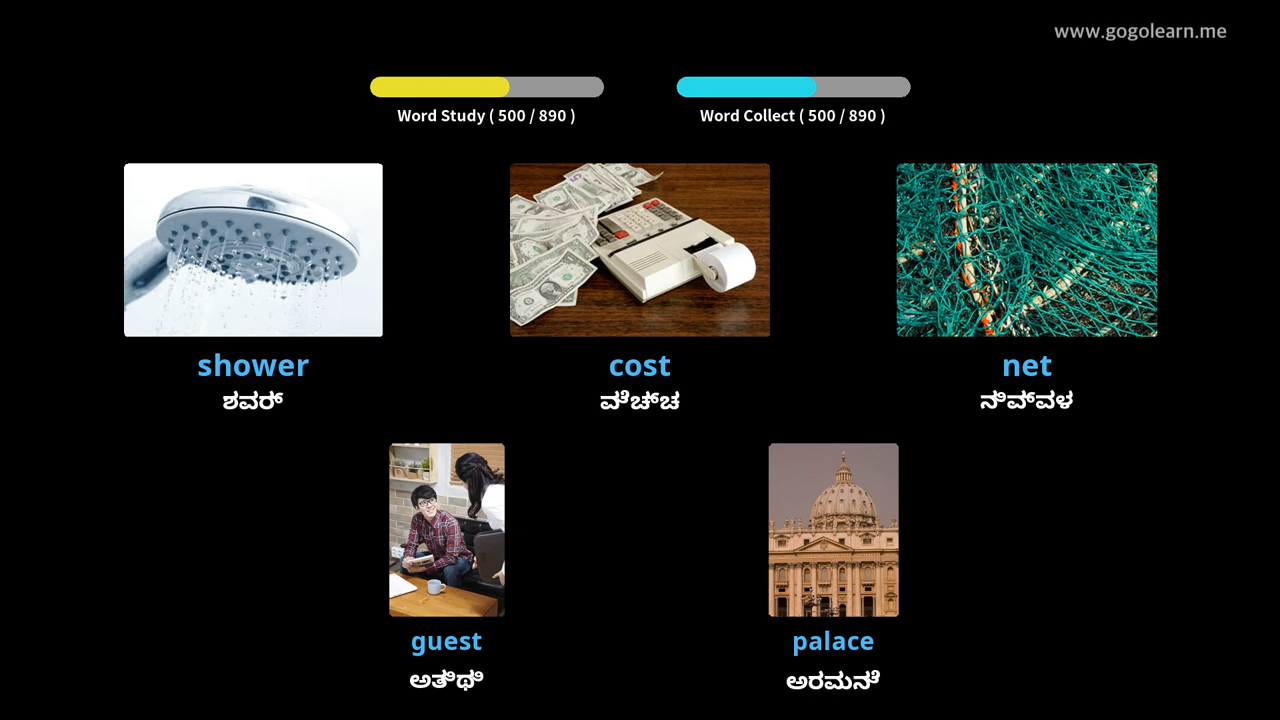 www.gogolearn.me
Word Study ( 500 / 890 )
Word Collect ( 500 / 890 )
shower
ಶವರ್
cost
ವೆಚ್ಚ
net
ನಿವ್ವಳ
guest
ಅತಿಥಿ
palace
ಅರಮನೆ